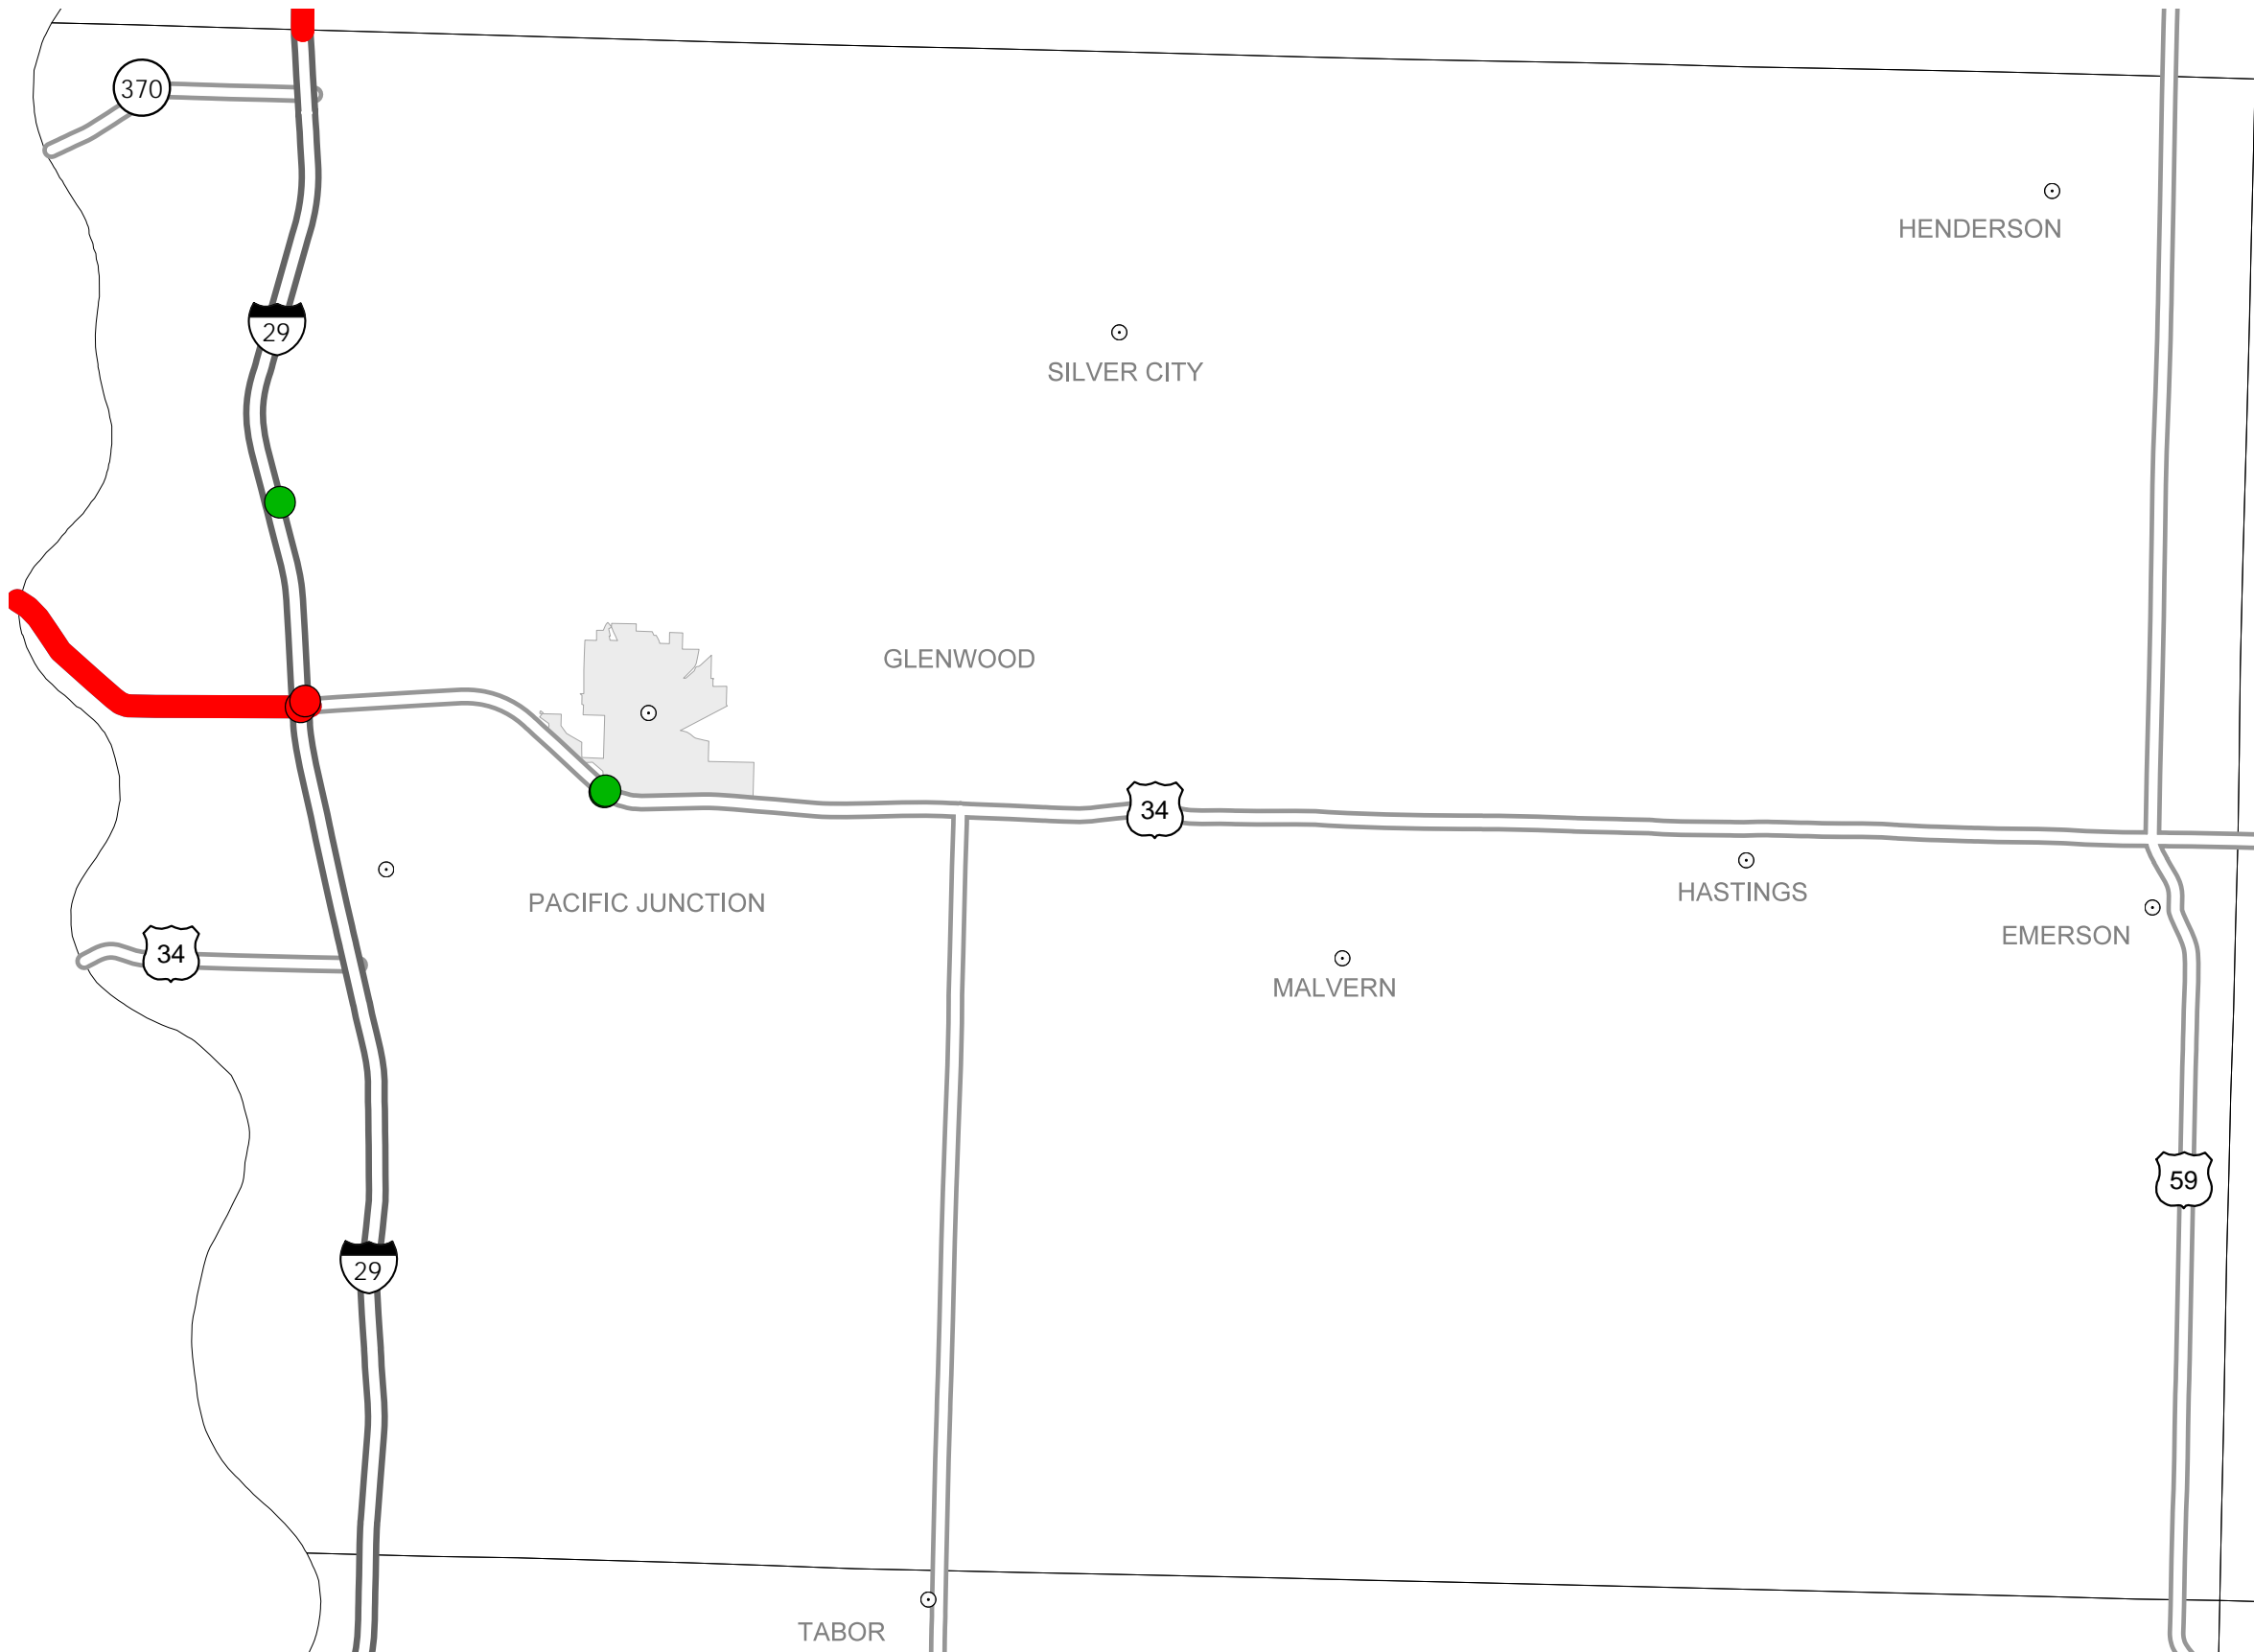 370
HENDERSON
29
SILVER CITY
GLENWOOD
34
HASTINGS
PACIFIC JUNCTION
EMERSON
34
MALVERN
59
29
TABOR